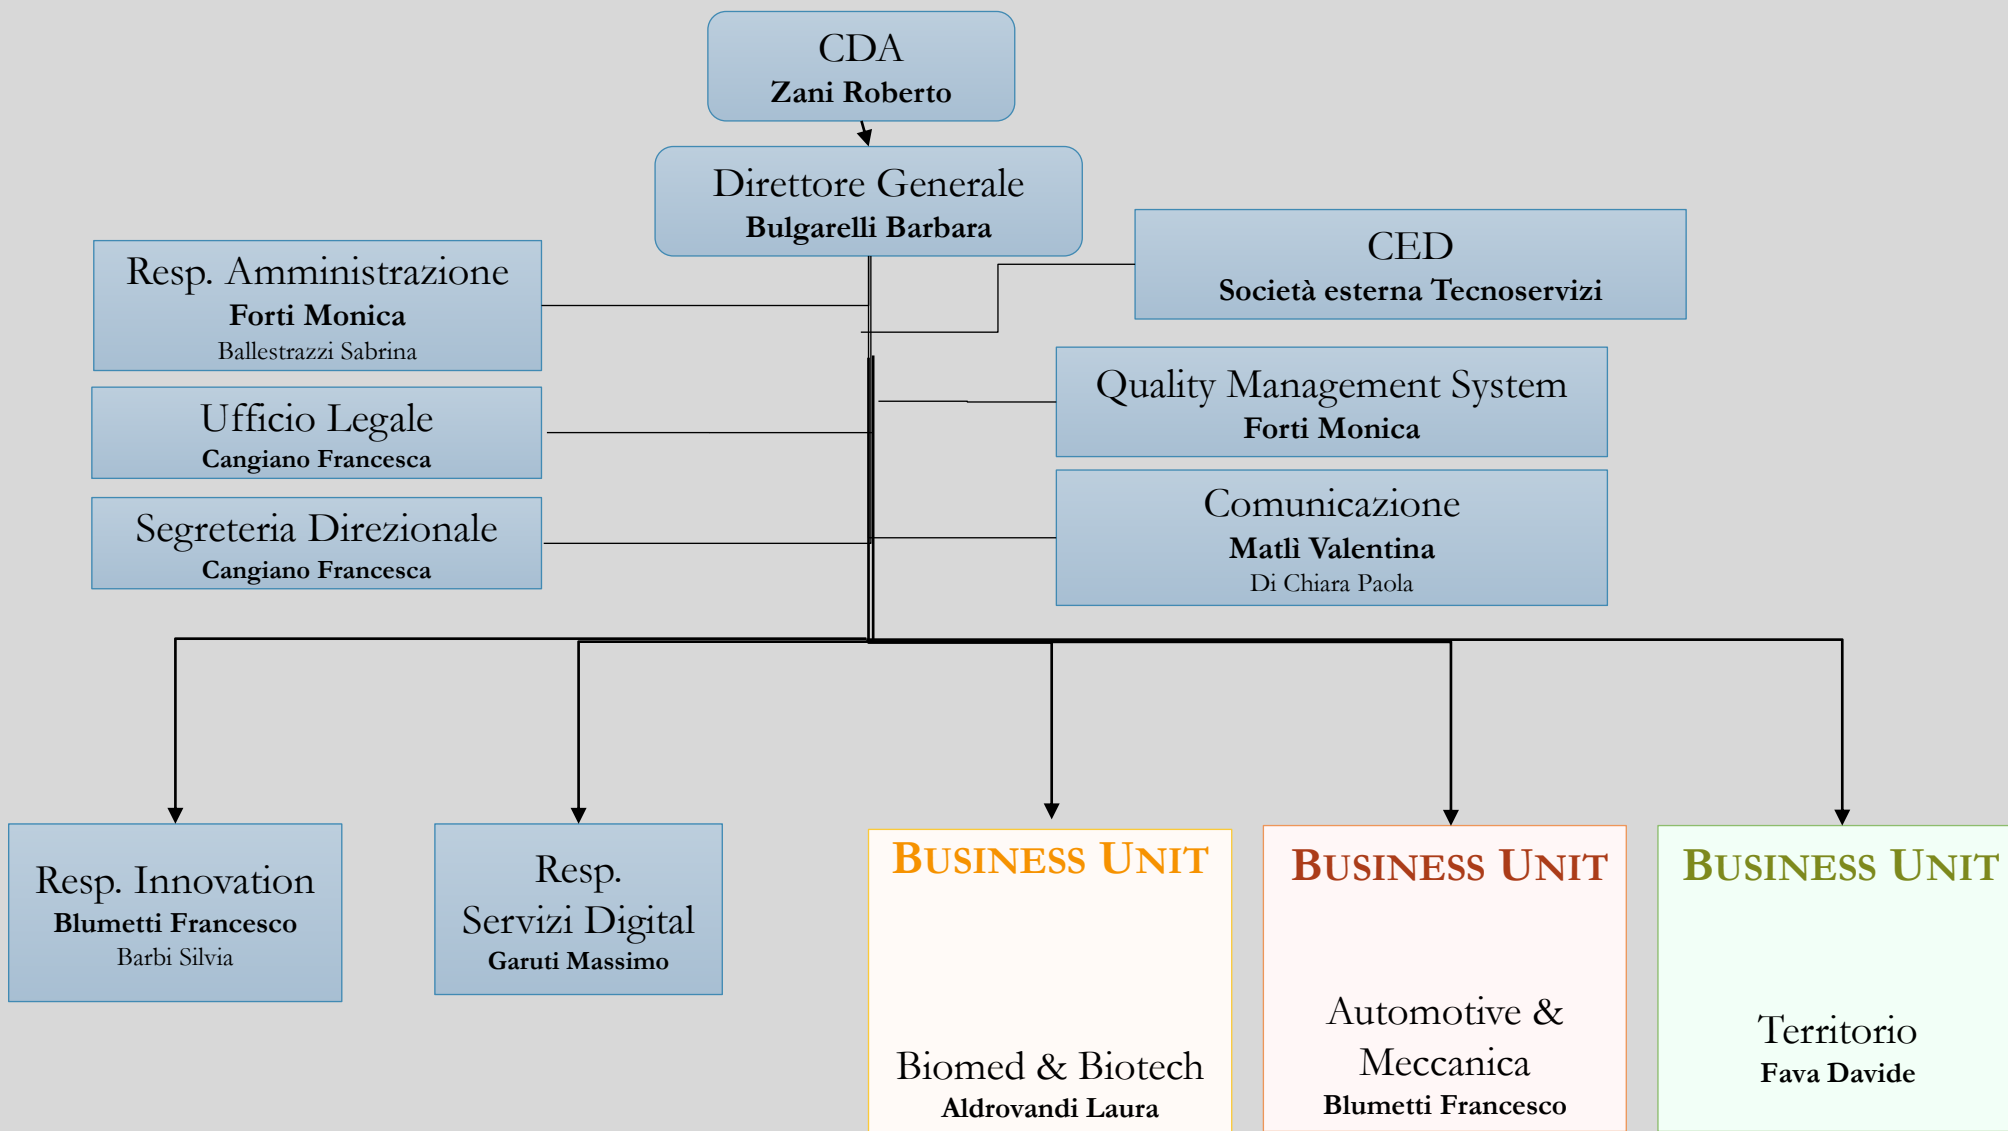 CDA
Zani Roberto
Direttore Generale
Bulgarelli Barbara
Resp. Amministrazione
Forti Monica
Ballestrazzi Sabrina
CED
Società esterna Tecnoservizi
Ufficio Legale
Cangiano Francesca
Quality Management System
Forti Monica
Segreteria Direzionale
Cangiano Francesca
Comunicazione
Matlì Valentina
Di Chiara Paola
Resp. Innovation
Blumetti Francesco
Barbi Silvia
Resp.
Servizi Digital
Garuti Massimo
BUSINESS UNIT
Biomed & Biotech
Aldrovandi Laura
BUSINESS UNIT
Automotive &
Meccanica
Blumetti Francesco
BUSINESS UNIT
Territorio
Fava Davide